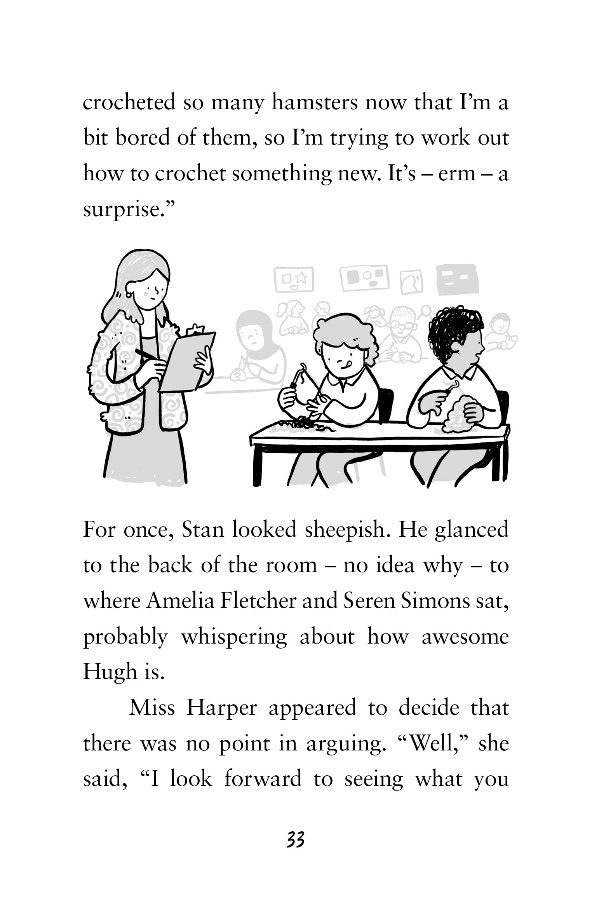 crocheted so many hamsters now that I’m a
bit bored of them, so I’m trying to work out
how to crochet something new. It’s – erm – a
surprise.”
For once, Stan looked sheepish. He glanced
to the back of the room – no idea why – to
where Amelia Fletcher and Seren Simons sat,
probably whispering about how awesome
Hugh is.
Miss Harper appeared to decide that
there was no point in arguing. “Well,” she
said, “I look forward to seeing what you
33